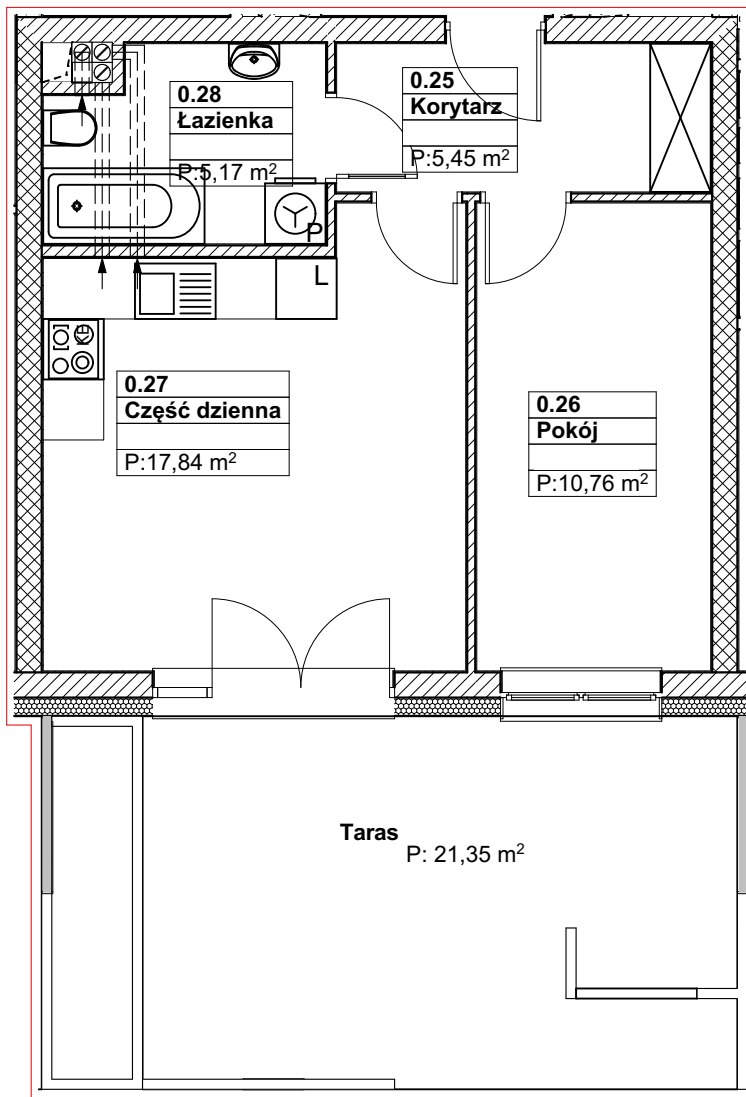 0.28
Łazienka
P:5,17 m²
0.25
Korytarz
P:5,45 m²
P
L
0.27
Część dzienna
P:17,84 m²
0.26
Pokój
P:10,76 m²
Taras
P: 21,35 m²